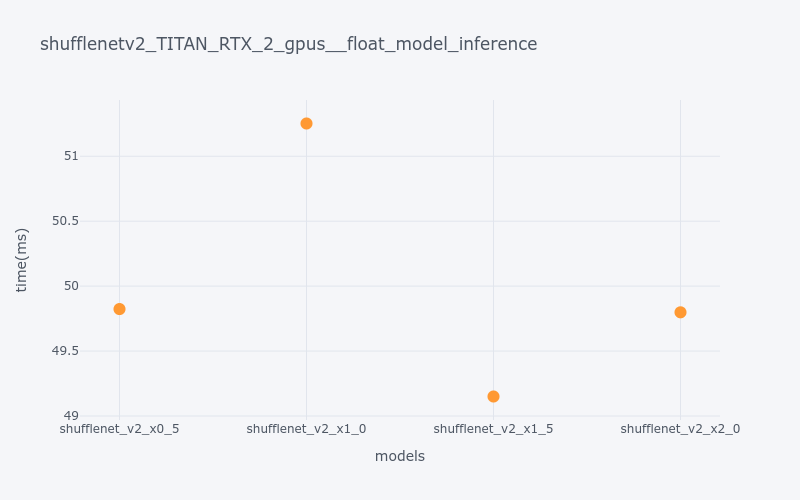 shufflenetv2_TITAN_RTX_2_gpus__float_model_inference
time(ms)
51
50.5
50
49.5
49
shufflenet_v2_x0_5
shufflenet_v2_x1_0
shufflenet_v2_x1_5
shufflenet_v2_x2_0
models